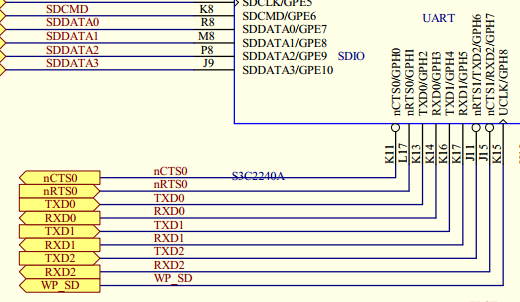 SDCLK/GPE5
SDCMD K8 SDCMD/GPE6
SDDATA0 R8 SDDATA0/GPE7
SDDATA1 M8 SDDATA1/GPE8
SDDATA2 P8 SDDATA2/GPE9
SDDATA3 J9 SDDATA3/GPE10
SDIO
UART
nCTS0/GPH0
nRTS0/GPH1
TXD0/GPH2
RXD0/GPH3
TXD1/GPH4
RXD1/GPH5
nRTS1/TXD2/GPH6
nCTS1/RXD2/GPH7
UCLK/GPH8
K11
L17
K13
K14
K16
K17
J11
J15
K15
S3C2240A
nCTS0 nCTS0
nRTS0 nRTS0
TXD0 TXD0
RXD0 RXD0
TXD1 TXD1
RXD1 RXD1
TXD2 TXD2
RXD2 RXD2
WP_SD WP_SD